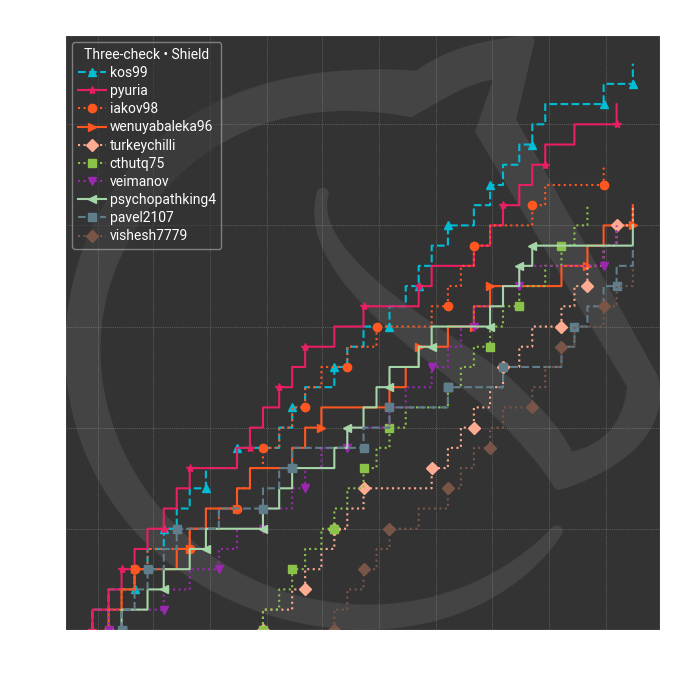 Three-check • Shield
kos99
pyuria
iakov98
wenuyabaleka96
turkeychilli
cthutq75
veimanov
psychopathking4
pavel2107
vishesh7779